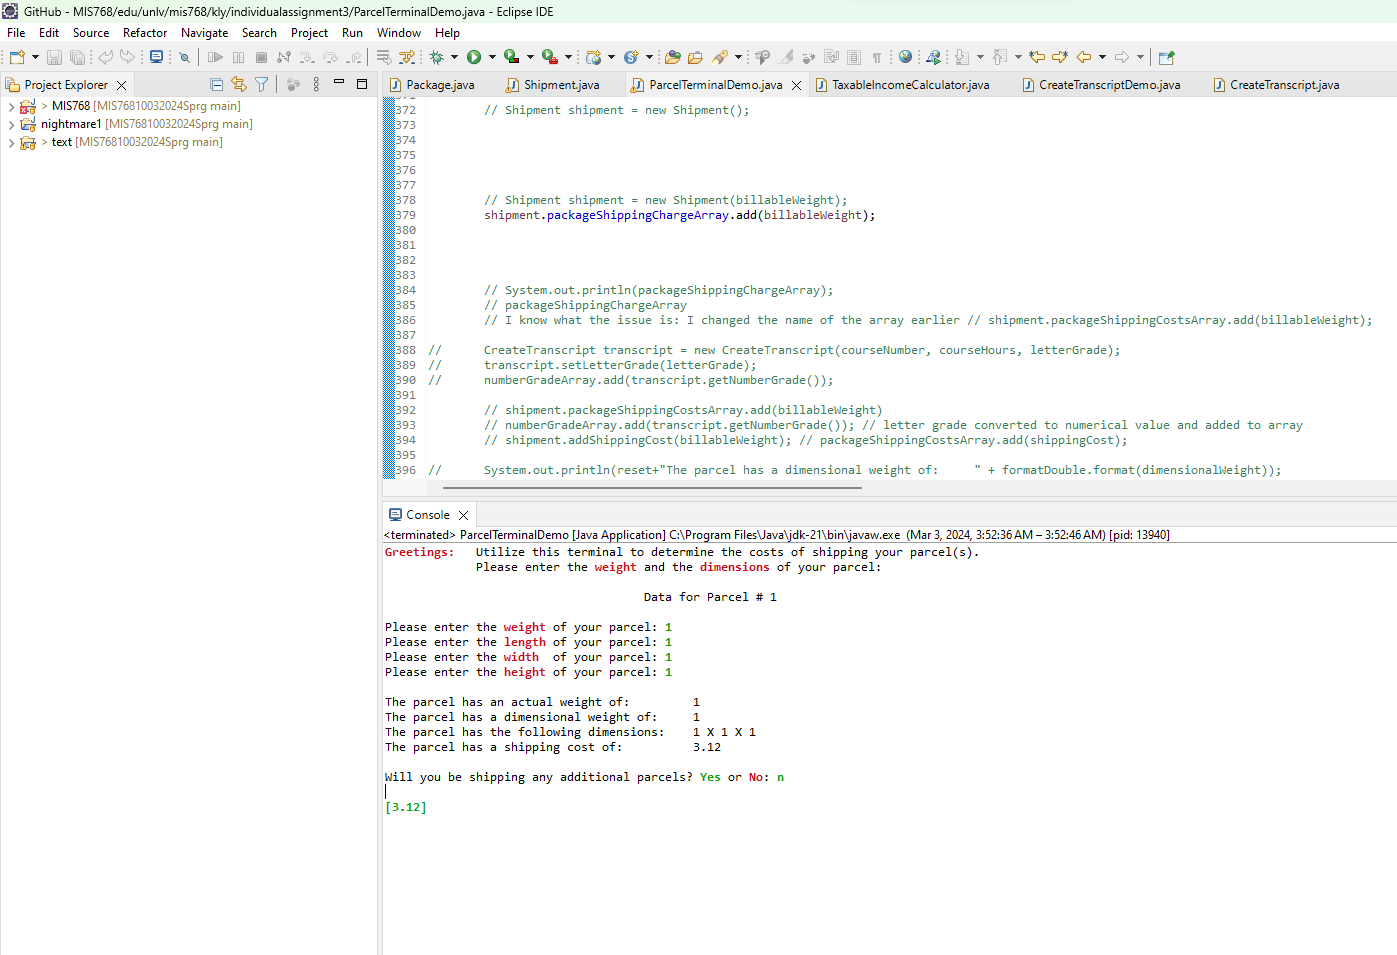 GitHub - MIS768/edu/unlv/mis768/kly/individualassignment3/ParcelTerminalDemo.java - Eclipse IDE
File Edit Source Refactor Navigate Search Project Run Window Help
Project Explorer
> MIS768 [MIS76810032024Sprg main]
nightmare1 [MIS76810032024Sprg main]
> text [MIS76810032024Sprg main]
Package.java Shipment.java ParcelTerminalDemo.java TaxableIncomeCalculator.java CreateTranscriptDemo.java CreateTranscript.java
372 // Shipment shipment = new Shipment();
373
374
375
376
377
378 // Shipment shipment = new Shipment(billableWeight);
379 shipment.packageShippingChargeArray.add(billableWeight);
380
381
382
383
384 // System.out.println(packageShippingChargeArray);
385 // packageShippingChargeArray
386 // I know what the issue is: I changed the name of the array earlier // shipment.packageShippingCostsArray.add(billableWeight);
387
388 // CreateTranscript transcript = new CreateTranscript(courseNumber, courseHours, letterGrade);
389 // transcript.setLetterGrade(letterGrade);
390 // numberGradeArray.add(transcript.getNumberGrade());
391
392 // shipment.packageShippingCostsArray.add(billableWeight)
393 // numberGradeArray.add(transcript.getNumberGrade()); // letter grade converted to numerical value and added to array
394 // shipment.addShippingCost(billableWeight); // packageShippingCostsArray.add(shippingCost);
395
396 // System.out.println(reset+"The parcel has a dimensional weight of: " + formatDouble.format(dimensionalWeight));
Console
<terminated> ParcelTerminalDemo [Java Application] C:\Program Files\Java\jdk-21\bin\javaw.exe (Mar 3, 2024, 3:52:36 AM – 3:52:46 AM) [pid: 13940]
Greetings: Utilize this terminal to determine the costs of shipping your parcel(s).
Please enter the weight and the dimensions of your parcel:
Data for Parcel # 1
Please enter the weight of your parcel: 1
Please enter the length of your parcel: 1
Please enter the width of your parcel: 1
Please enter the height of your parcel: 1
The parcel has an actual weight of: 1
The parcel has a dimensional weight of: 1
The parcel has the following dimensions: 1 X 1 X 1
The parcel has a shipping cost of: 3.12
Will you be shipping any additional parcels? Yes or No: n
[3.12]